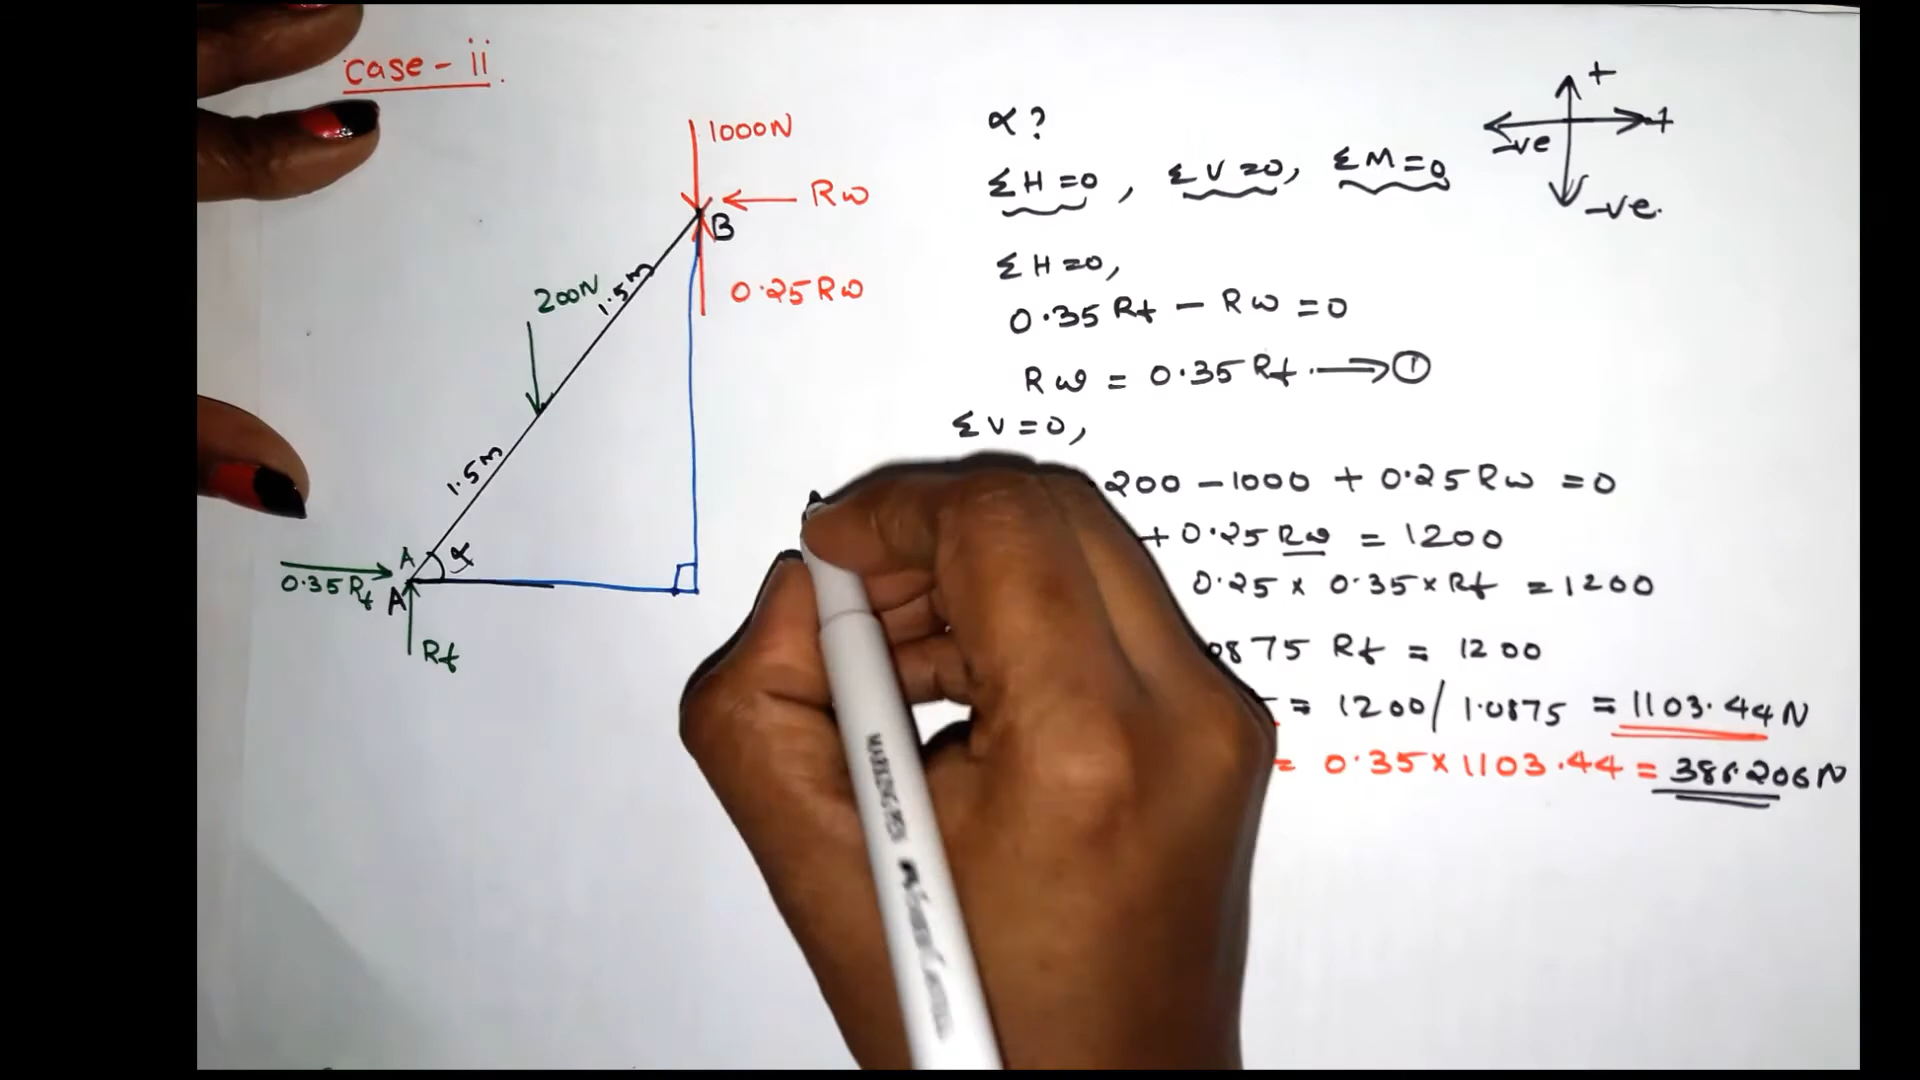 case - ii.
1000N
Rw
B
0.25 Rw
200N
1.5m
1.5m
A
α
0.35 Rf
A
Rf
α?
ΣH=0, ΣV=0, ΣM=0
+
+
-ve
-ve.
ΣH=0,
0.35 Rf - Rw = 0
Rw = 0.35 Rf. → ①
ΣV=0,
200 - 1000 + 0.25 Rw = 0
+ 0.25 Rw = 1200
0.25 x 0.35 x Rf = 1200
0875 Rf = 1200
= 1200/1.0875 = 1103.44N
= 0.35 x 1103.44 = 386.206N
MARKING PEN